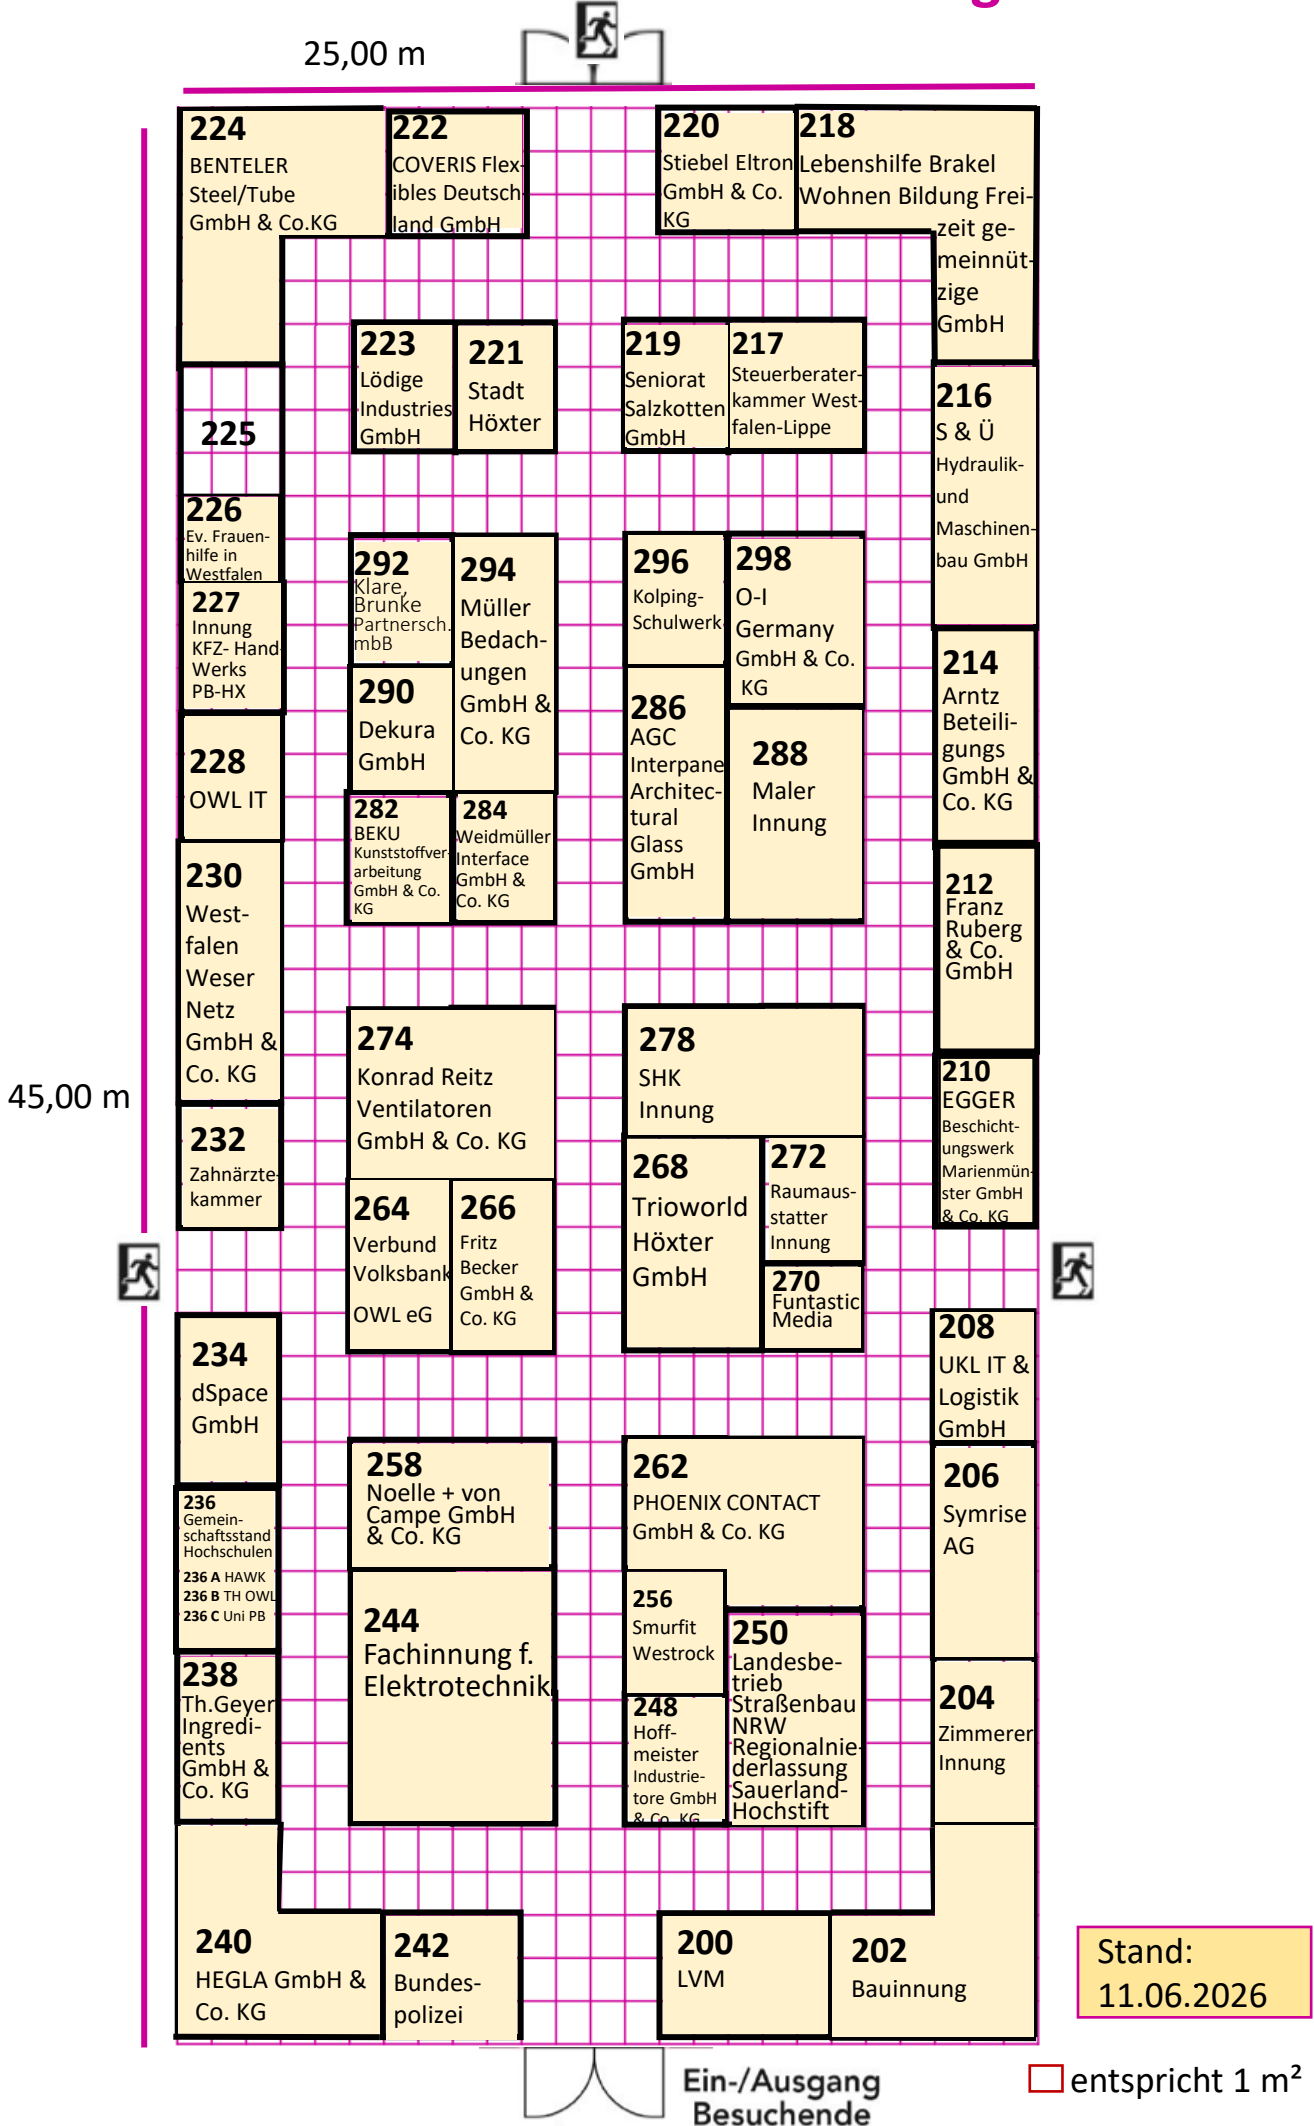 25,00 m
224
BENTELER
Steel/Tube
GmbH & Co.KG
222
COVERIS Flex-
ibles Deutsch-
land GmbH
220
Stiebel Eltron
GmbH & Co.
KG
218
Lebenshilfe Brakel
Wohnen Bildung Frei-
zeit ge-
meinnüt-
zige
GmbH
223
Lödige
Industries
GmbH
221
Stadt
Höxter
219
Seniorat
Salzkotten
GmbH
217
Steuerberater-
kammer West-
falen-Lippe
216
S & Ü
Hydraulik-
und
Maschinen-
bau GmbH
225
226
Ev. Frauen-
hilfe in
Westfalen
227
Innung
KFZ- Hand-
Werks
PB-HX
228
OWL IT
292
Klare,
Brunke
Partnersch.
mbB
294
Müller
Bedach-
ungen
GmbH &
Co. KG
290
Dekura
GmbH
282
BEKU
Kunststoffver-
arbeitung
GmbH & Co.
KG
284
Weidmüller
Interface
GmbH &
Co. KG
296
Kolping-
Schulwerk
298
O-I
Germany
GmbH & Co.
KG
286
AGC
Interpane
Architec-
tural
Glass
GmbH
288
Maler
Innung
214
Arntz
Beteili-
gungs
GmbH &
Co. KG
212
Franz
Ruberg
& Co.
GmbH
230
West-
falen
Weser
Netz
GmbH &
Co. KG
45,00 m
232
Zahnärzte-
kammer
274
Konrad Reitz
Ventilatoren
GmbH & Co. KG
264
Verbund
Volksbank
OWL eG
266
Fritz
Becker
GmbH &
Co. KG
278
SHK
Innung
268
Trioworld
Höxter
GmbH
272
Raumaus-
statter
Innung
270
Funtastic
Media
210
EGGER
Beschicht-
ungswerk
Marienmün-
ster GmbH
& Co. KG
208
UKL IT &
Logistik
GmbH
234
dSpace
GmbH
236
Gemein-
schaftsstand
Hochschulen
236 A HAWK
236 B TH OWL
236 C Uni PB
238
Th.Geyer
Ingredi-
ents
GmbH &
Co. KG
258
Noelle + von
Campe GmbH
& Co. KG
244
Fachinnung f.
Elektrotechnik
262
PHOENIX CONTACT
GmbH & Co. KG
256
Smurfit
Westrock
248
Hoff-
meister
Industrie-
tore GmbH
& Co. KG
250
Landesbe-
trieb
Straßenbau
NRW
Regionalnie-
derlassung
Sauerland-
Hochstift
206
Symrise
AG
204
Zimmerer
Innung
240
HEGLA GmbH &
Co. KG
242
Bundes-
polizei
200
LVM
202
Bauinnung
Stand:
11.06.2026
Ein-/Ausgang
Besuchende
entspricht 1 m²